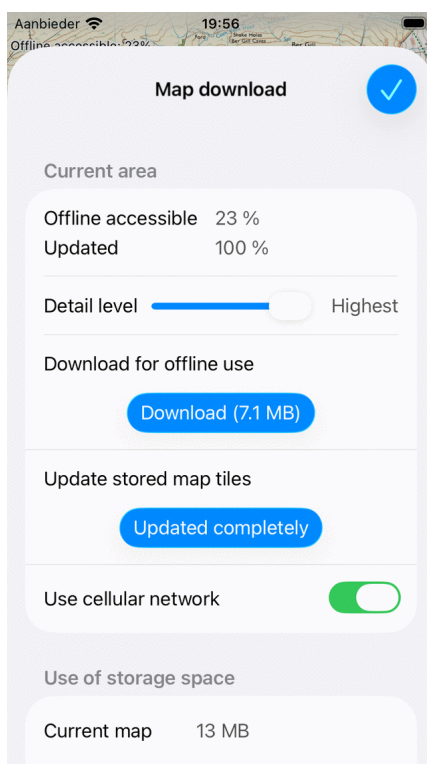 Aanbieder 19:56
Offline accessible: 23%
Map download
Current area
Offline accessible 23 %
Updated 100 %
Detail level Highest
Download for offline use
Download (7.1 MB)
Update stored map tiles
Updated completely
Use cellular network
Use of storage space
Current map 13 MB